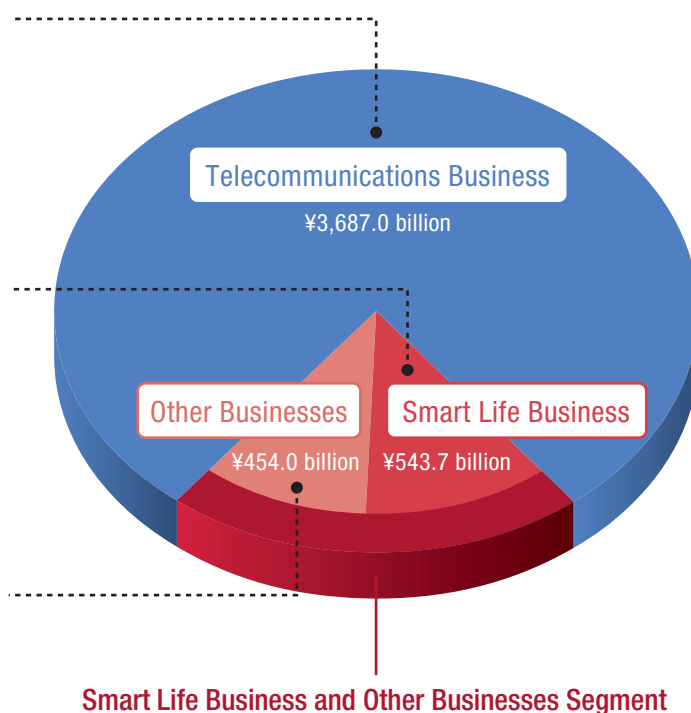 Telecommunications Business
¥3,687.0 billion
Other Businesses
¥454.0 billion
Smart Life Business
¥543.7 billion
Smart Life Business and Other Businesses Segment